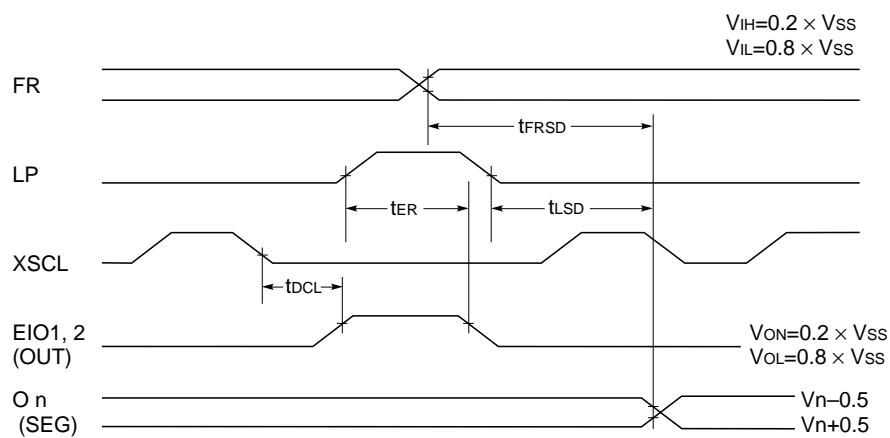 VIH=0.2 × VSS
VIL=0.8 × VSS
FR
tFRSD
LP
tER
tLSD
XSCL
tDCL
EIO1, 2
(OUT)
VON=0.2 × VSS
VOL=0.8 × VSS
O n
(SEG)
Vn–0.5
Vn+0.5